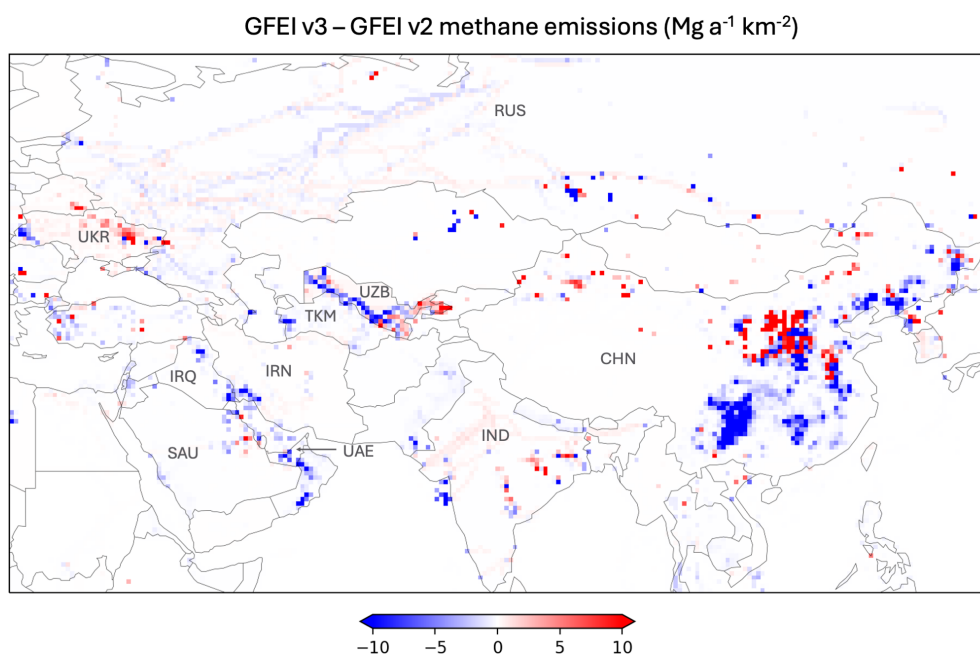 GFEI v3 – GFEI v2 methane emissions (Mg a⁻¹ km⁻²)
RUS
UKR
UZB
TKM
CHN
IRQ
IRN
IND
SAU
UAE
−10 −5 0 5 10